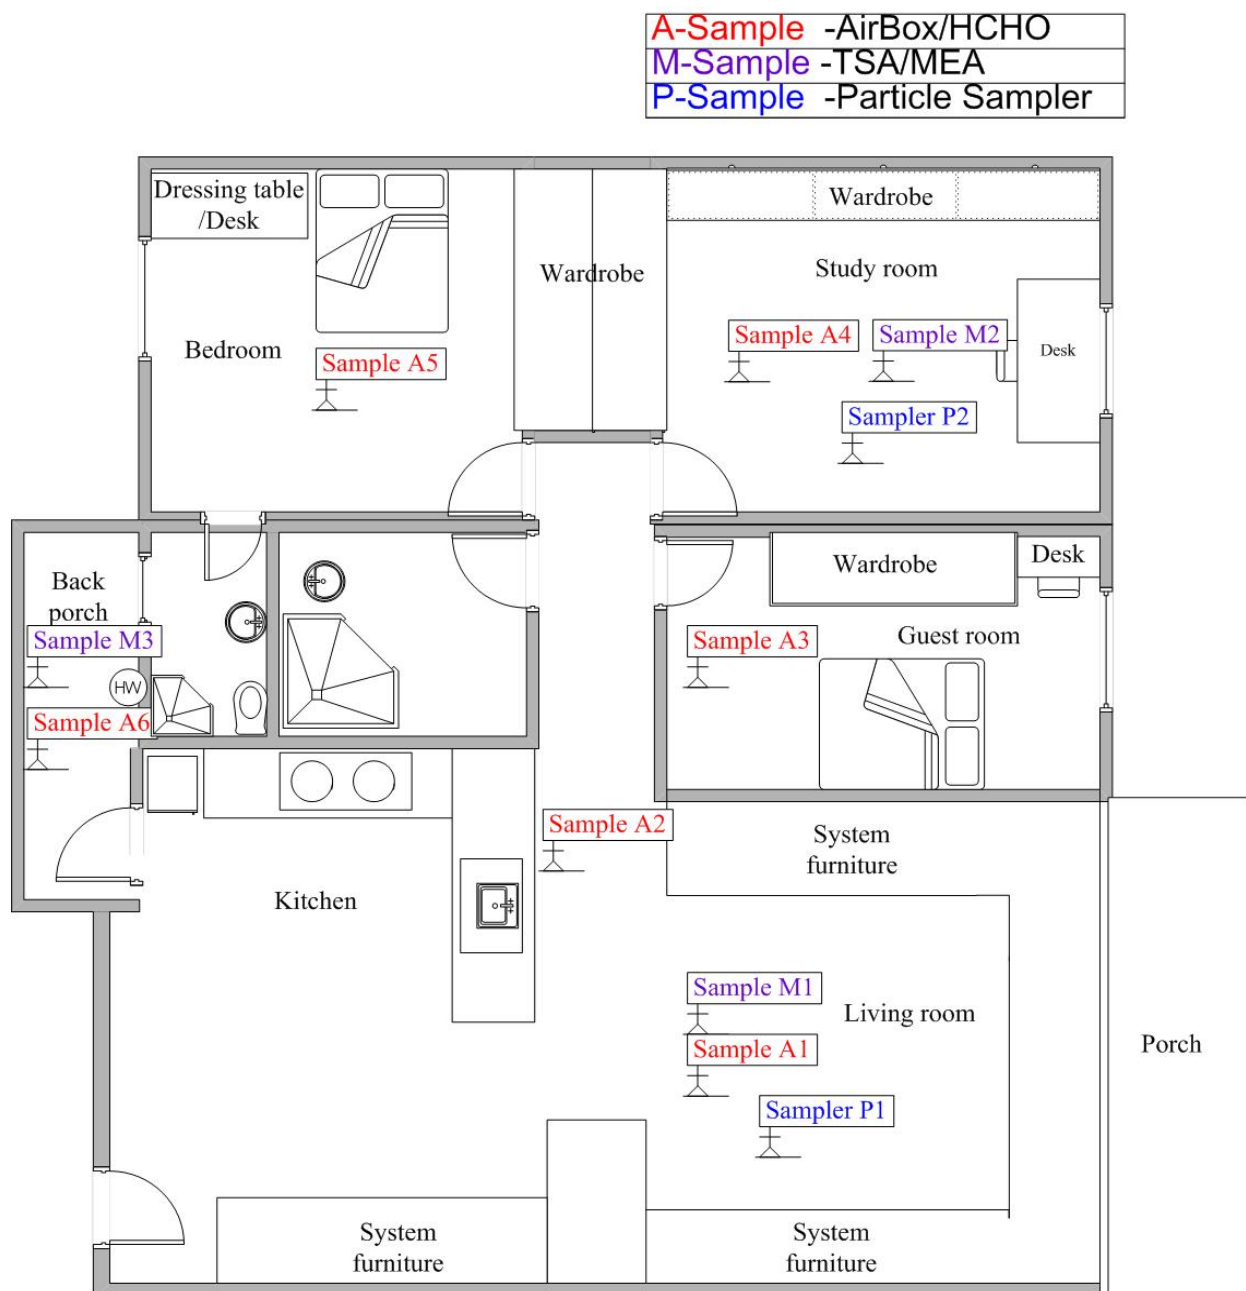 A-Sample -AirBox/HCHO
M-Sample -TSA/MEA
P-Sample -Particle Sampler
Dressing table
/Desk
Wardrobe
Wardrobe
Study room
Bedroom
Sample A5
Sample A4
Sample M2
Desk
Sampler P2
Back
porch
Wardrobe
Desk
Sample M3
Sample A3
Guest room
HW
Sample A6
Sample A2
System
furniture
Kitchen
Sample M1
Living room
Sample A1
Porch
Sampler P1
System
furniture
System
furniture